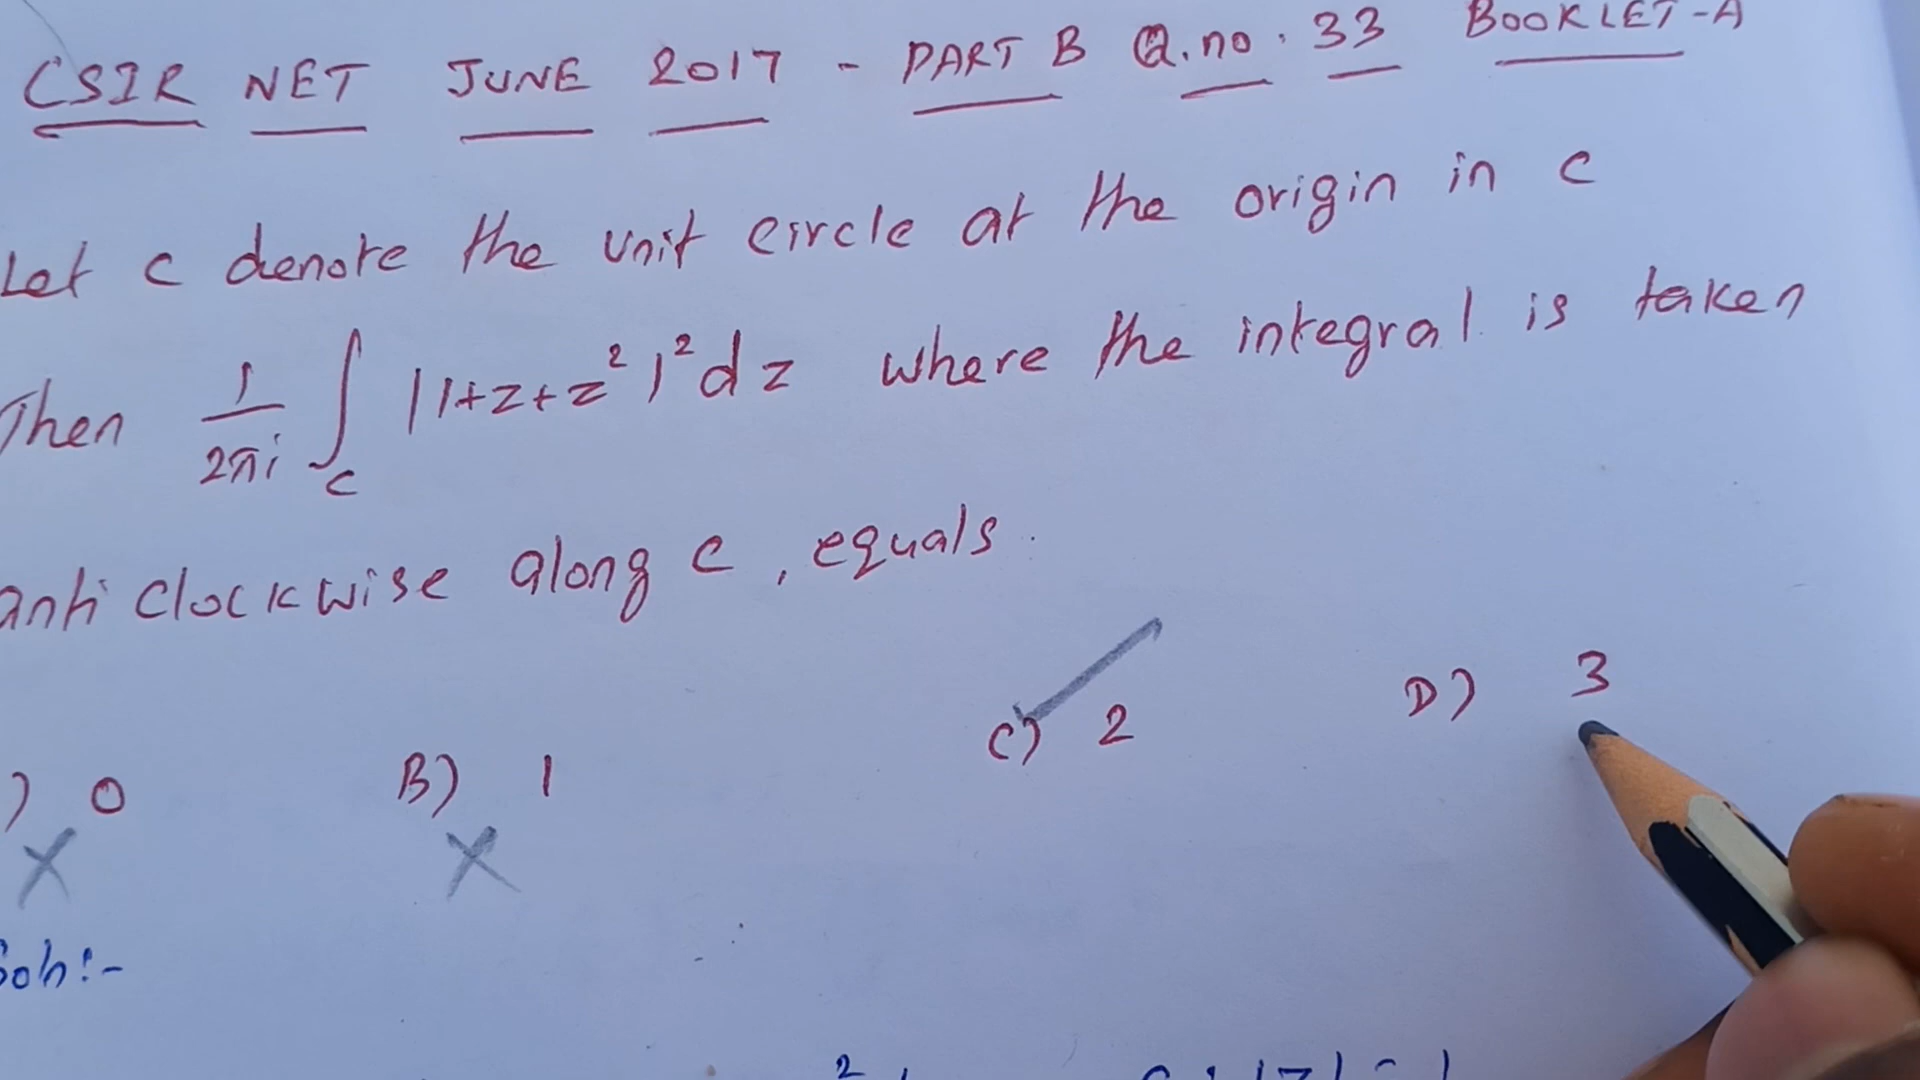 CSIR NET JUNE 2017 - PART B Q.no. 33 BOOKLET-A
Let c denote the unit circle at the origin in c
Then 1/2πi ∫c |1+z+z²|² dz where the integral is taken
anti clockwise along c, equals.
) 0 B) 1 C) 2 D) 3
Soln:-